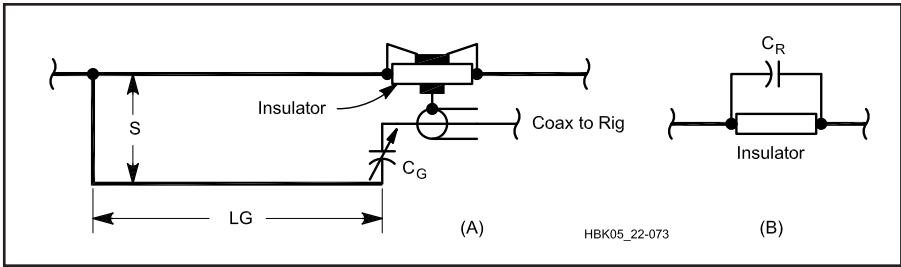 C_R
Insulator
S
Coax to Rig
C_G
Insulator
LG
(A)
HBK05_22-073
(B)